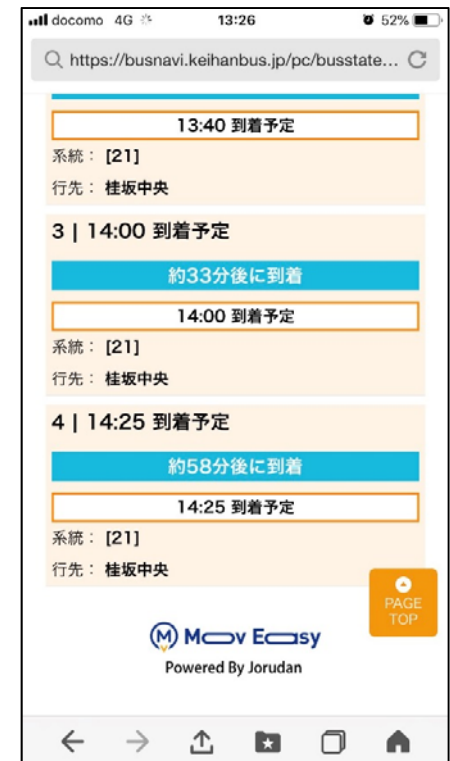 docomo 4G 13:26 52%
https://busnavi.keihanbus.jp/pc/busstate...
13:40 到着予定
系統： [21]
行先： 桂坂中央
3 | 14:00 到着予定
約33分後に到着
14:00 到着予定
系統： [21]
行先： 桂坂中央
4 | 14:25 到着予定
約58分後に到着
14:25 到着予定
系統： [21]
行先： 桂坂中央
PAGE
TOP
Mov Easy
Powered By Jorudan